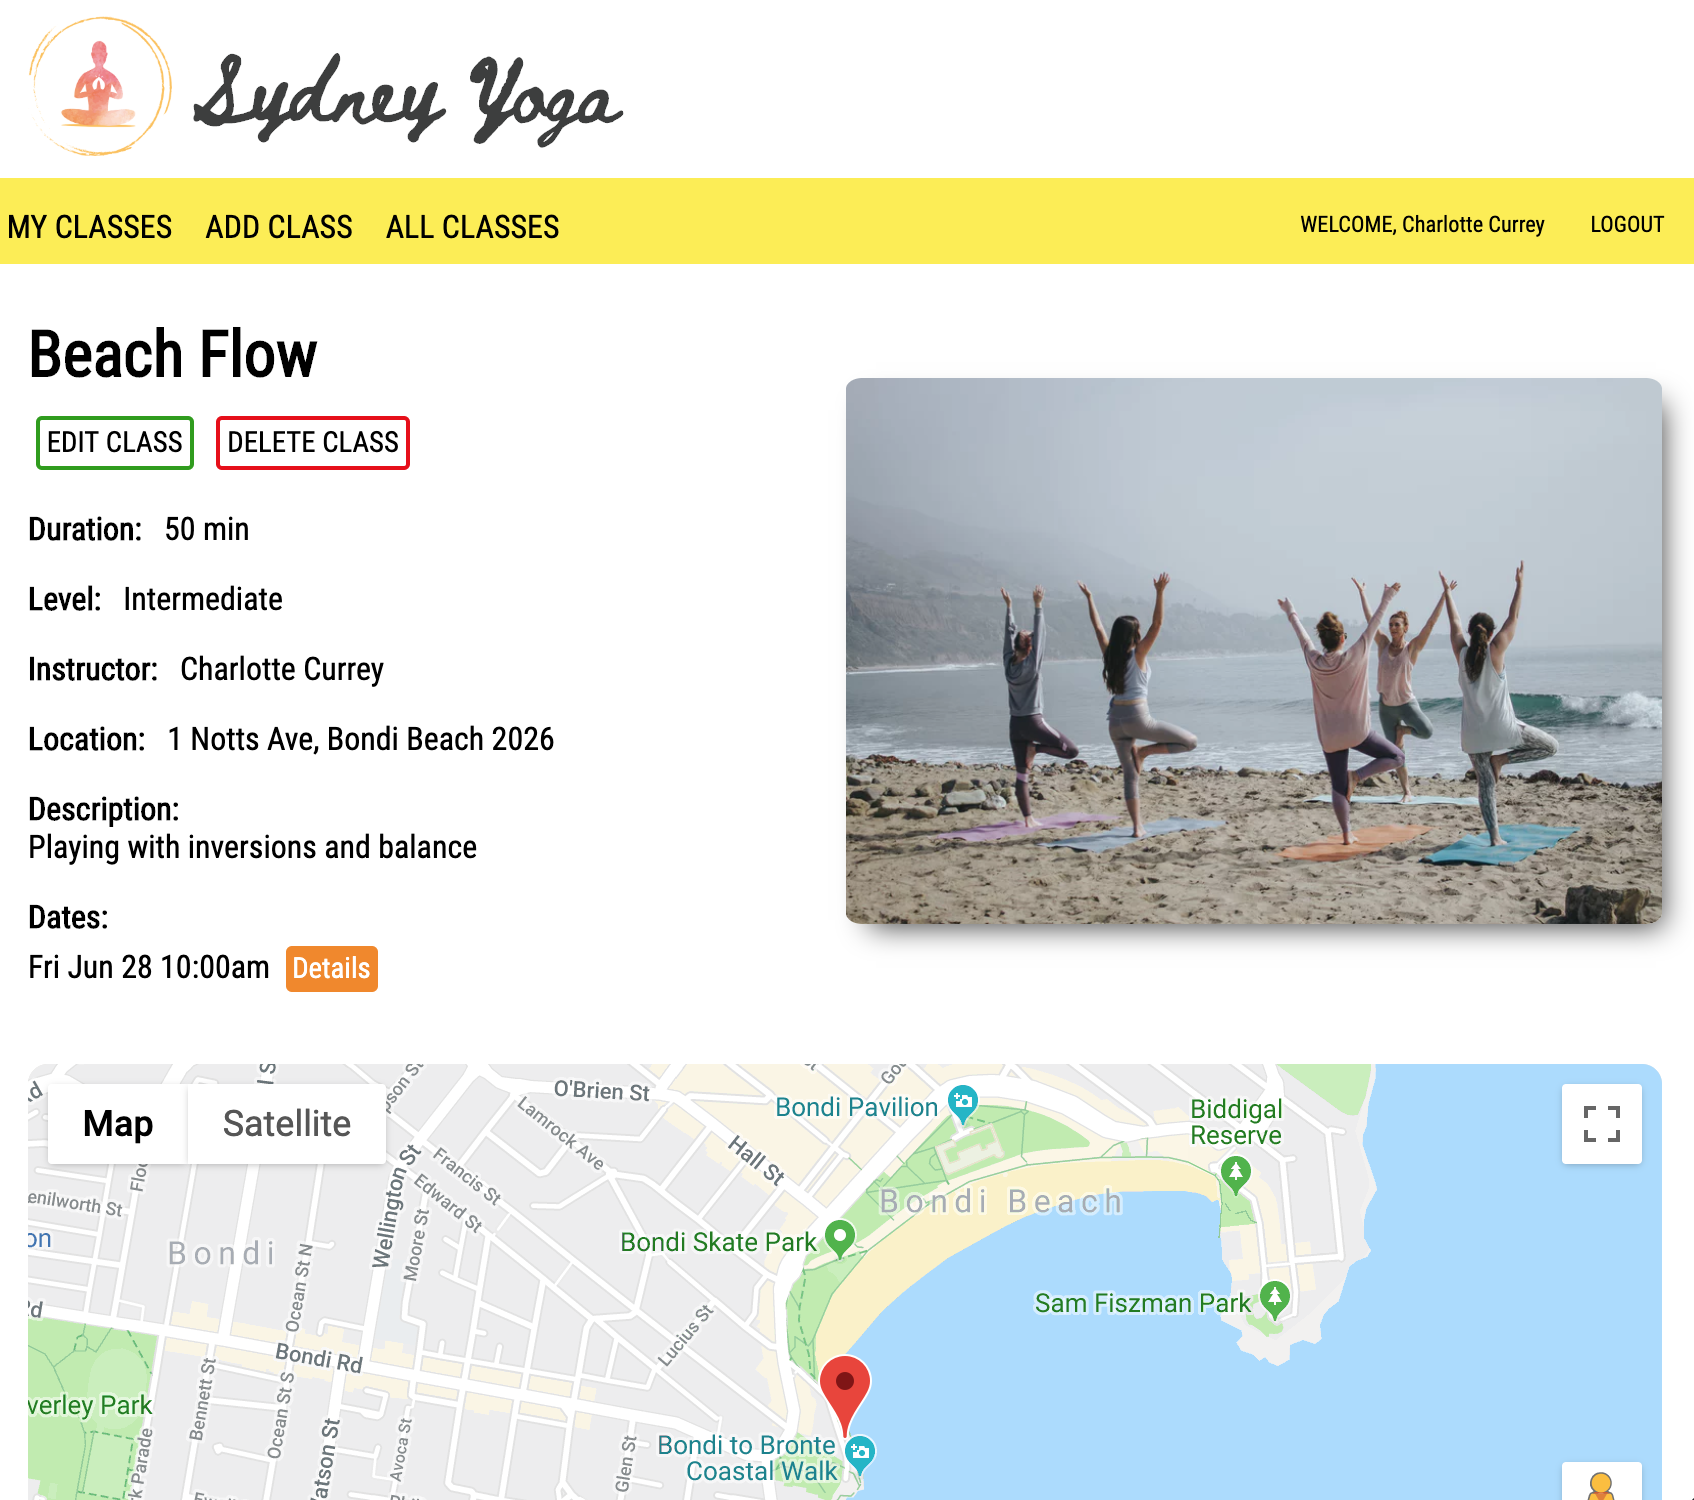 Sydney Yoga
MY CLASSES ADD CLASS ALL CLASSES WELCOME, Charlotte Currey LOGOUT
Beach Flow
EDIT CLASS DELETE CLASS
Duration: 50 min
Level: Intermediate
Instructor: Charlotte Currey
Location: 1 Notts Ave, Bondi Beach 2026
Description:
Playing with inversions and balance
Dates:
Fri Jun 28 10:00am Details
Map Satellite
O'Brien St
Lamrock Ave
Hall St
Bondi Pavilion
Biddigal
Reserve
Francis St
Edward St
Wellington St
Moore St
enilworth St
Bondi Beach
Bondi Skate Park
Bondi
Ocean St N
Sam Fiszman Park
Lucius St
Bondi Rd
Bennett St
Ocean St S
verley Park
Avoca St
Glen St
Bondi to Bronte
Coastal Walk